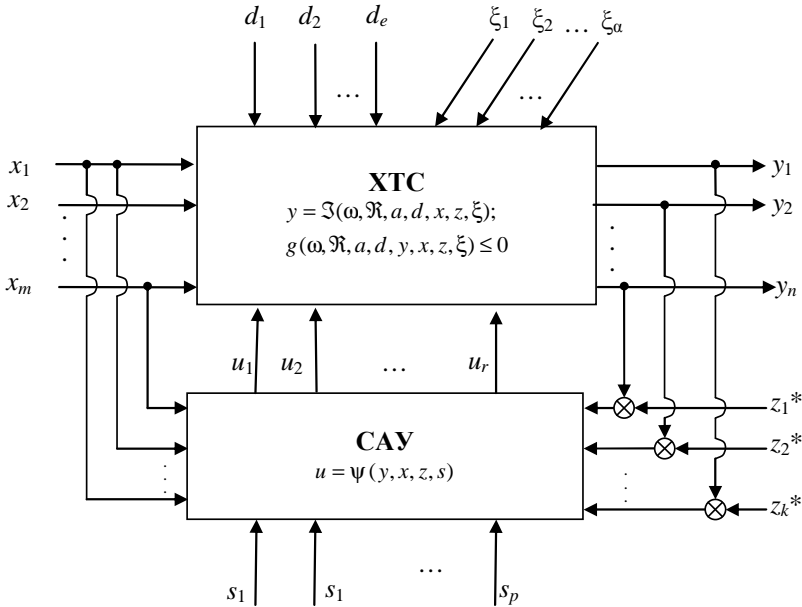 d₁ d₂ dₑ ξ₁ ξ₂ … ξα
… …
x₁ y₁
ХТС
x₂ y₂
y = ℑ(ω, ℜ, a, d, x, z, ξ);
g(ω, ℜ, a, d, y, x, z, ξ) ≤ 0
xₘ yₙ
u₁ u₂ … uᵣ
z₁*
САУ
z₂*
u = ψ(y, x, z, s)
zₖ*
…
s₁ s₁ sₚ